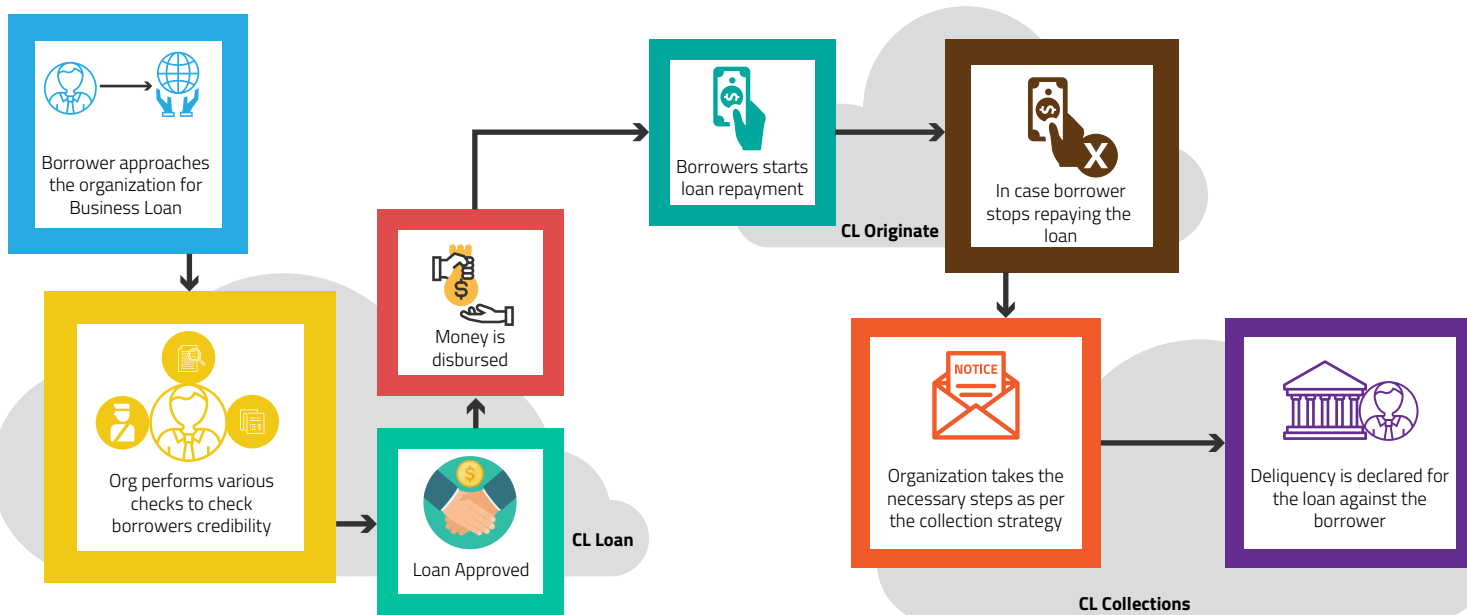 Borrower approaches
the organization for
Business Loan
Org performs various
checks to check
borrowers credibility
Loan Approved
CL Loan
Money is
disbursed
Borrowers starts
loan repayment
CL Originate
X
In case borrower
stops repaying the
loan
NOTICE
Organization takes the
necessary steps as per
the collection strategy
Deliquency is declared for
the loan against the
borrower
CL Collections